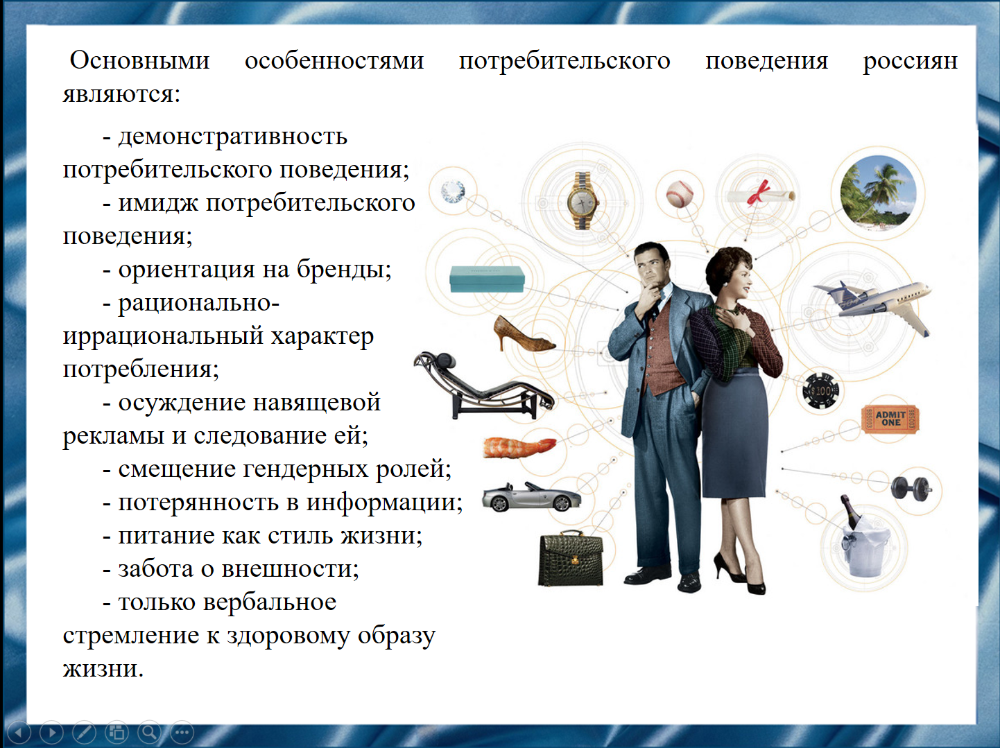 Основными особенностями потребительского поведения россиян
являются:
- демонстративность
потребительского поведения;
- имидж потребительского
поведения;
- ориентация на бренды;
- рационально-
иррациональный характер
потребления;
- осуждение навящевой
рекламы и следование ей;
- смещение гендерных ролей;
- потерянность в информации;
- питание как стиль жизни;
- забота о внешности;
- только вербальное
стремление к здоровому образу
жизни.
$100
ADMIT
ONE